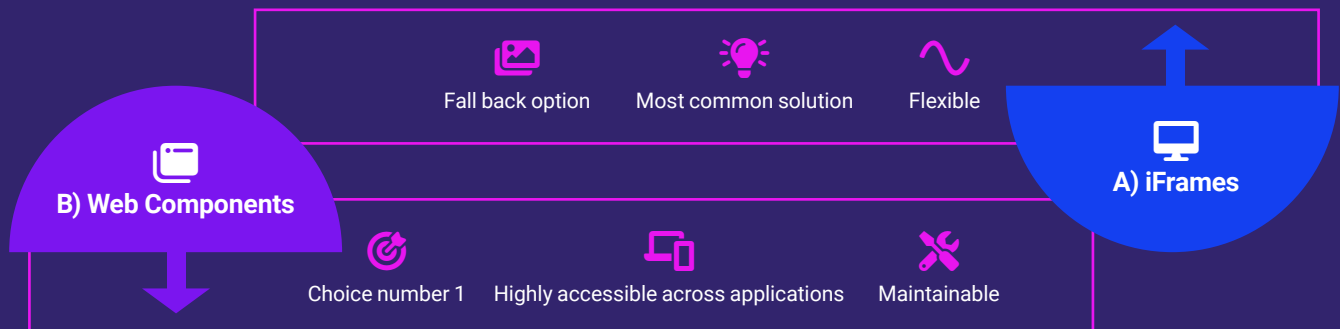 Fall back option
Most common solution
Flexible
A) iFrames
B) Web Components
Choice number 1
Highly accessible across applications
Maintainable